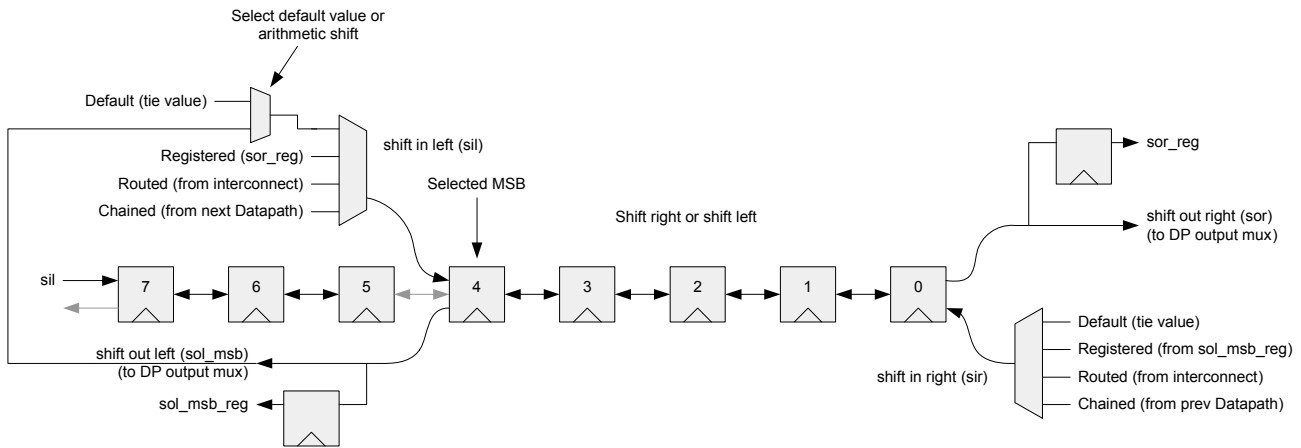 Select default value or
arithmetic shift
Default (tie value)
Registered (sor_reg)
Routed (from interconnect)
Chained (from next Datapath)
shift in left (sil)
Selected MSB
Shift right or shift left
sor_reg
shift out right (sor)
(to DP output mux)
sil
7
6
5
4
3
2
1
0
shift out left (sol_msb)
(to DP output mux)
sol_msb_reg
shift in right (sir)
Default (tie value)
Registered (from sol_msb_reg)
Routed (from interconnect)
Chained (from prev Datapath)